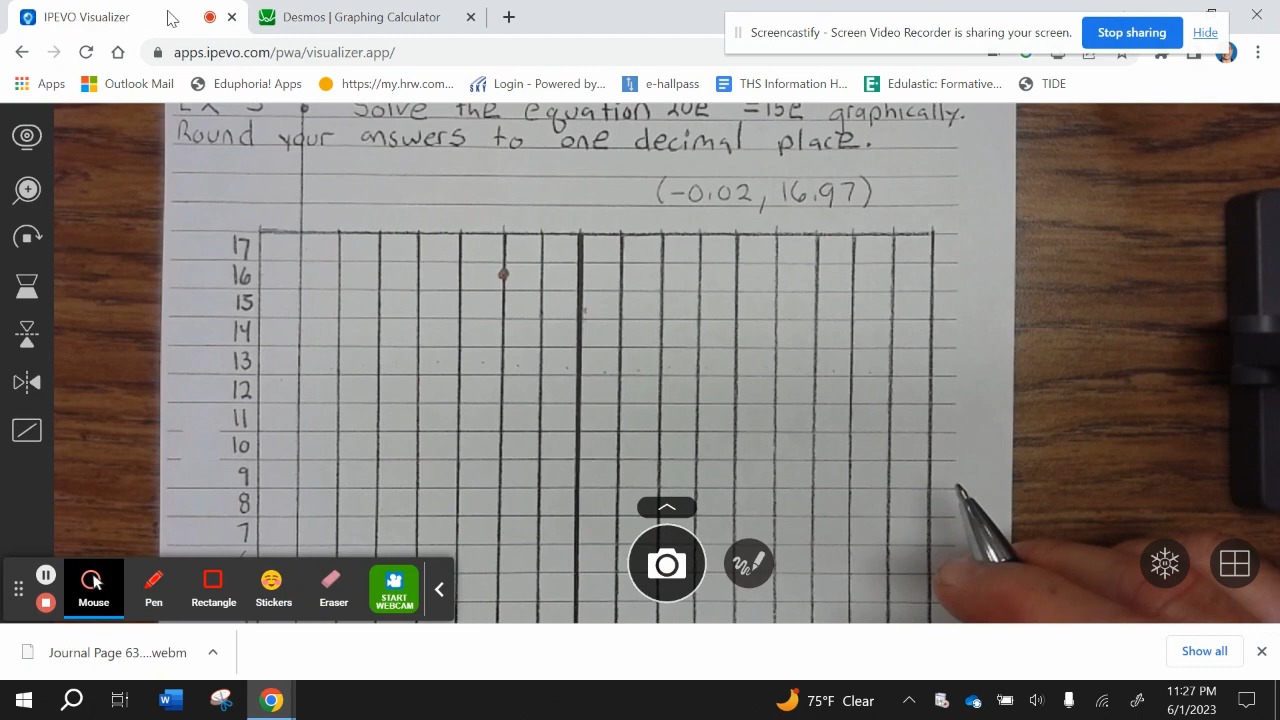 IPEVO Visualizer
Desmos | Graphing Calculator
Screencastify - Screen Video Recorder is sharing your screen.
Stop sharing
Hide
apps.ipevo.com/pwa/visualizer.app/
Apps
Outlook Mail
Eduphoria! Apps
https://my.hrw.com...
Login - Powered by...
e-hallpass
THS Information H...
Edulastic: Formative...
TIDE
EX 3: Solve the equation 20e =15e graphically.
Round your answers to one decimal place.
(-0.02, 16.97)
17
16
15
14
13
12
11
10
9
8
7
Mouse
Pen
Rectangle
Stickers
Eraser
START WEBCAM
Journal Page 63....webm
Show all
75°F Clear
11:27 PM
6/1/2023